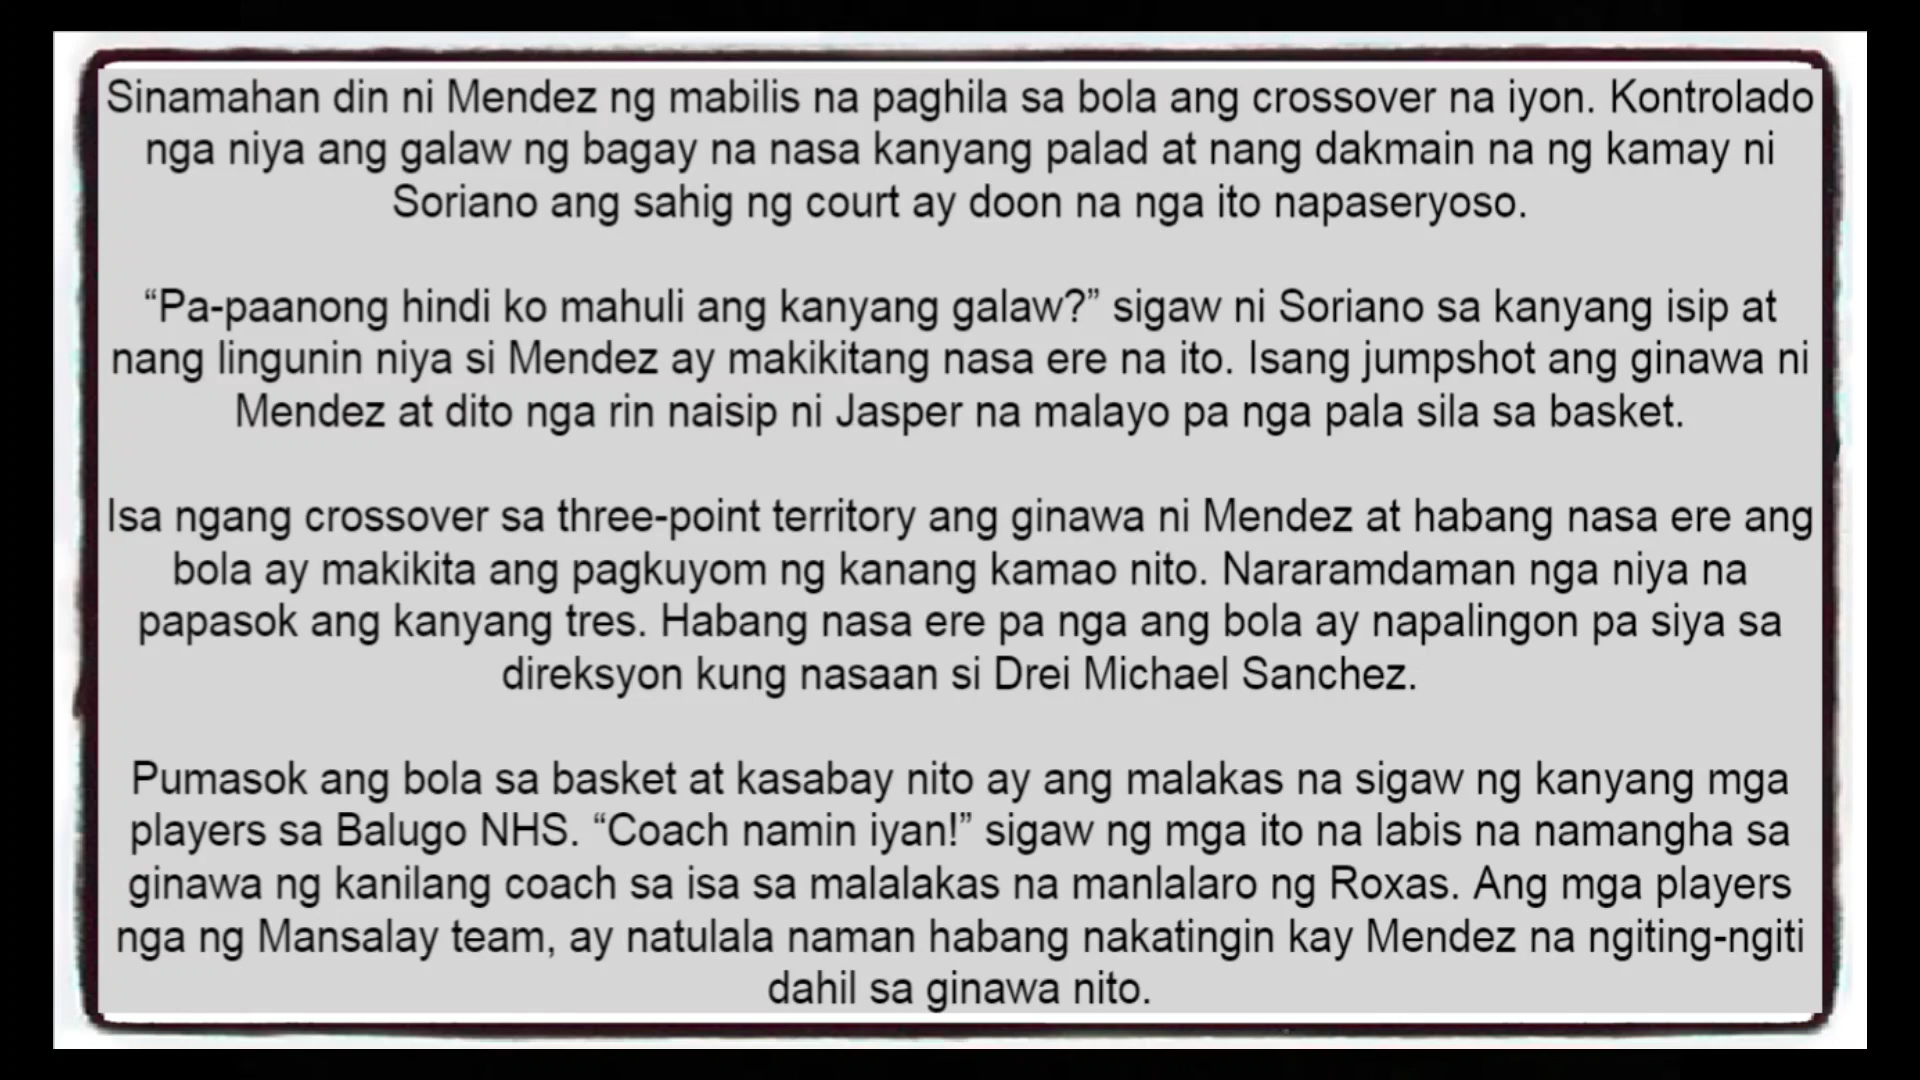 Sinamahan din ni Mendez ng mabilis na paghila sa bola ang crossover na iyon. Kontrolado
nga niya ang galaw ng bagay na nasa kanyang palad at nang dakmain na ng kamay ni
Soriano ang sahig ng court ay doon na nga ito napaseryoso.
“Pa-paanong hindi ko mahuli ang kanyang galaw?” sigaw ni Soriano sa kanyang isip at
nang lingunin niya si Mendez ay makikitang nasa ere na ito. Isang jumpshot ang ginawa ni
Mendez at dito nga rin naisip ni Jasper na malayo pa nga pala sila sa basket.
Isa ngang crossover sa three-point territory ang ginawa ni Mendez at habang nasa ere ang
bola ay makikita ang pagkuyom ng kanang kamao nito. Nararamdaman nga niya na
papasok ang kanyang tres. Habang nasa ere pa nga ang bola ay napalingon pa siya sa
direksyon kung nasaan si Drei Michael Sanchez.
Pumasok ang bola sa basket at kasabay nito ay ang malakas na sigaw ng kanyang mga
players sa Balugo NHS. “Coach namin iyan!” sigaw ng mga ito na labis na namangha sa
ginawa ng kanilang coach sa isa sa malalakas na manlalaro ng Roxas. Ang mga players
nga ng Mansalay team, ay natulala naman habang nakatingin kay Mendez na ngiting-ngiti
dahil sa ginawa nito.